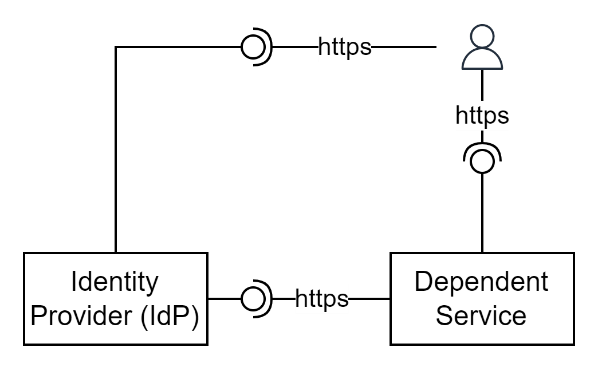 https
https
Identity
Provider (IdP)
https
Dependent
Service